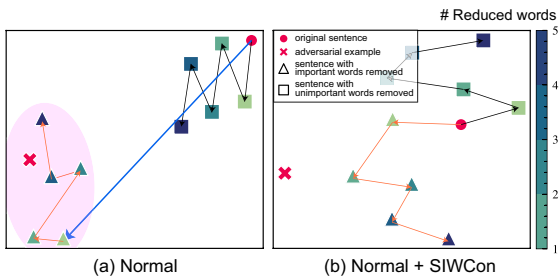 # Reduced words
original sentence
adversarial example
sentence with
important words removed
sentence with
unimportant words removed
5
4
3
2
1
(a) Normal
(b) Normal + SIWCon